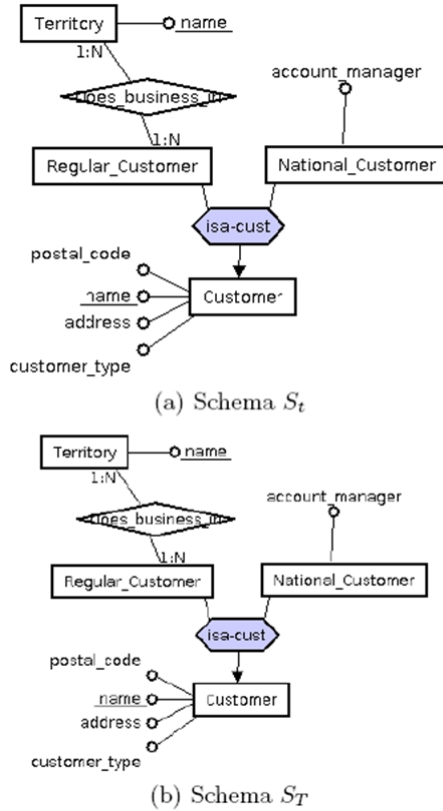 Territory
name
1:N
Does_business_in
account_manager
1:N
Regular_Customer
National_Customer
isa-cust
postal_code
name
Customer
address
customer_type
(a) Schema S_t
Territory
name
1:N
account_manager
Does_business_in
1:N
Regular_Customer
National_Customer
isa-cust
postal_code
name
Customer
address
customer_type
(b) Schema S_T